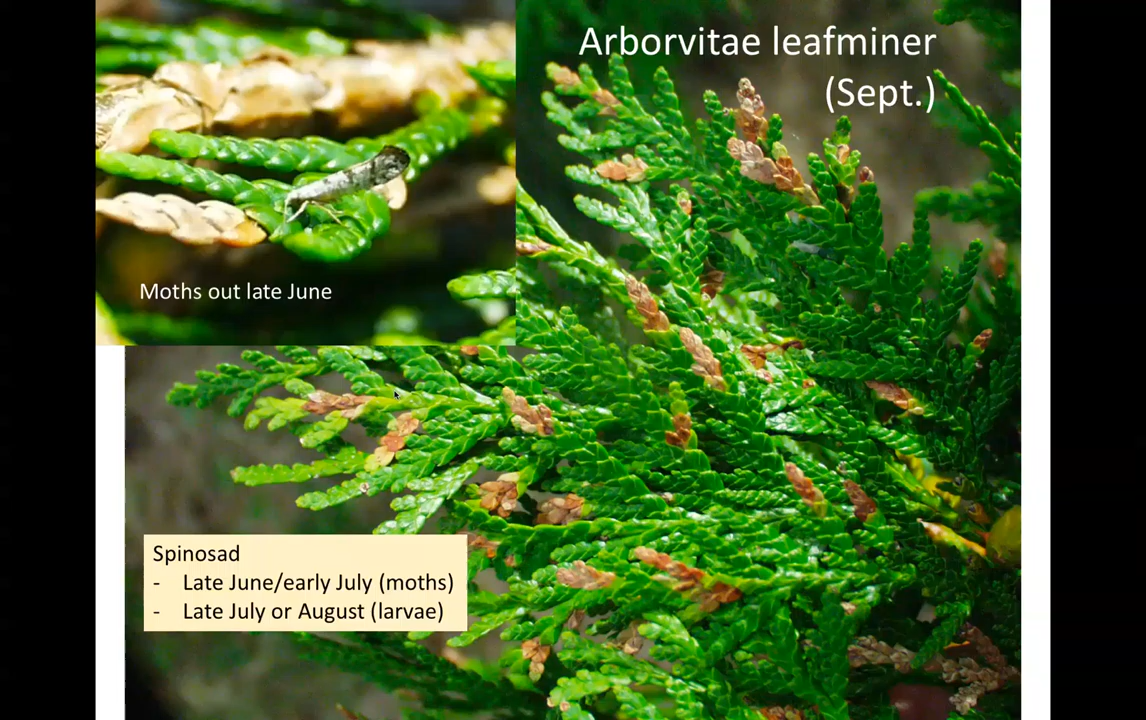 Arborvitae leafminer
(Sept.)
Moths out late June
Spinosad
- Late June/early July (moths)
- Late July or August (larvae)